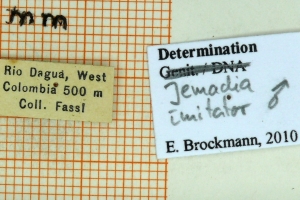 mm
Rio Dagua, West
Colombia 500 m
Coll. Fassl
Determination
Genit. / DNA
Jemadia ♂
imitator
E. Brockmann, 2010